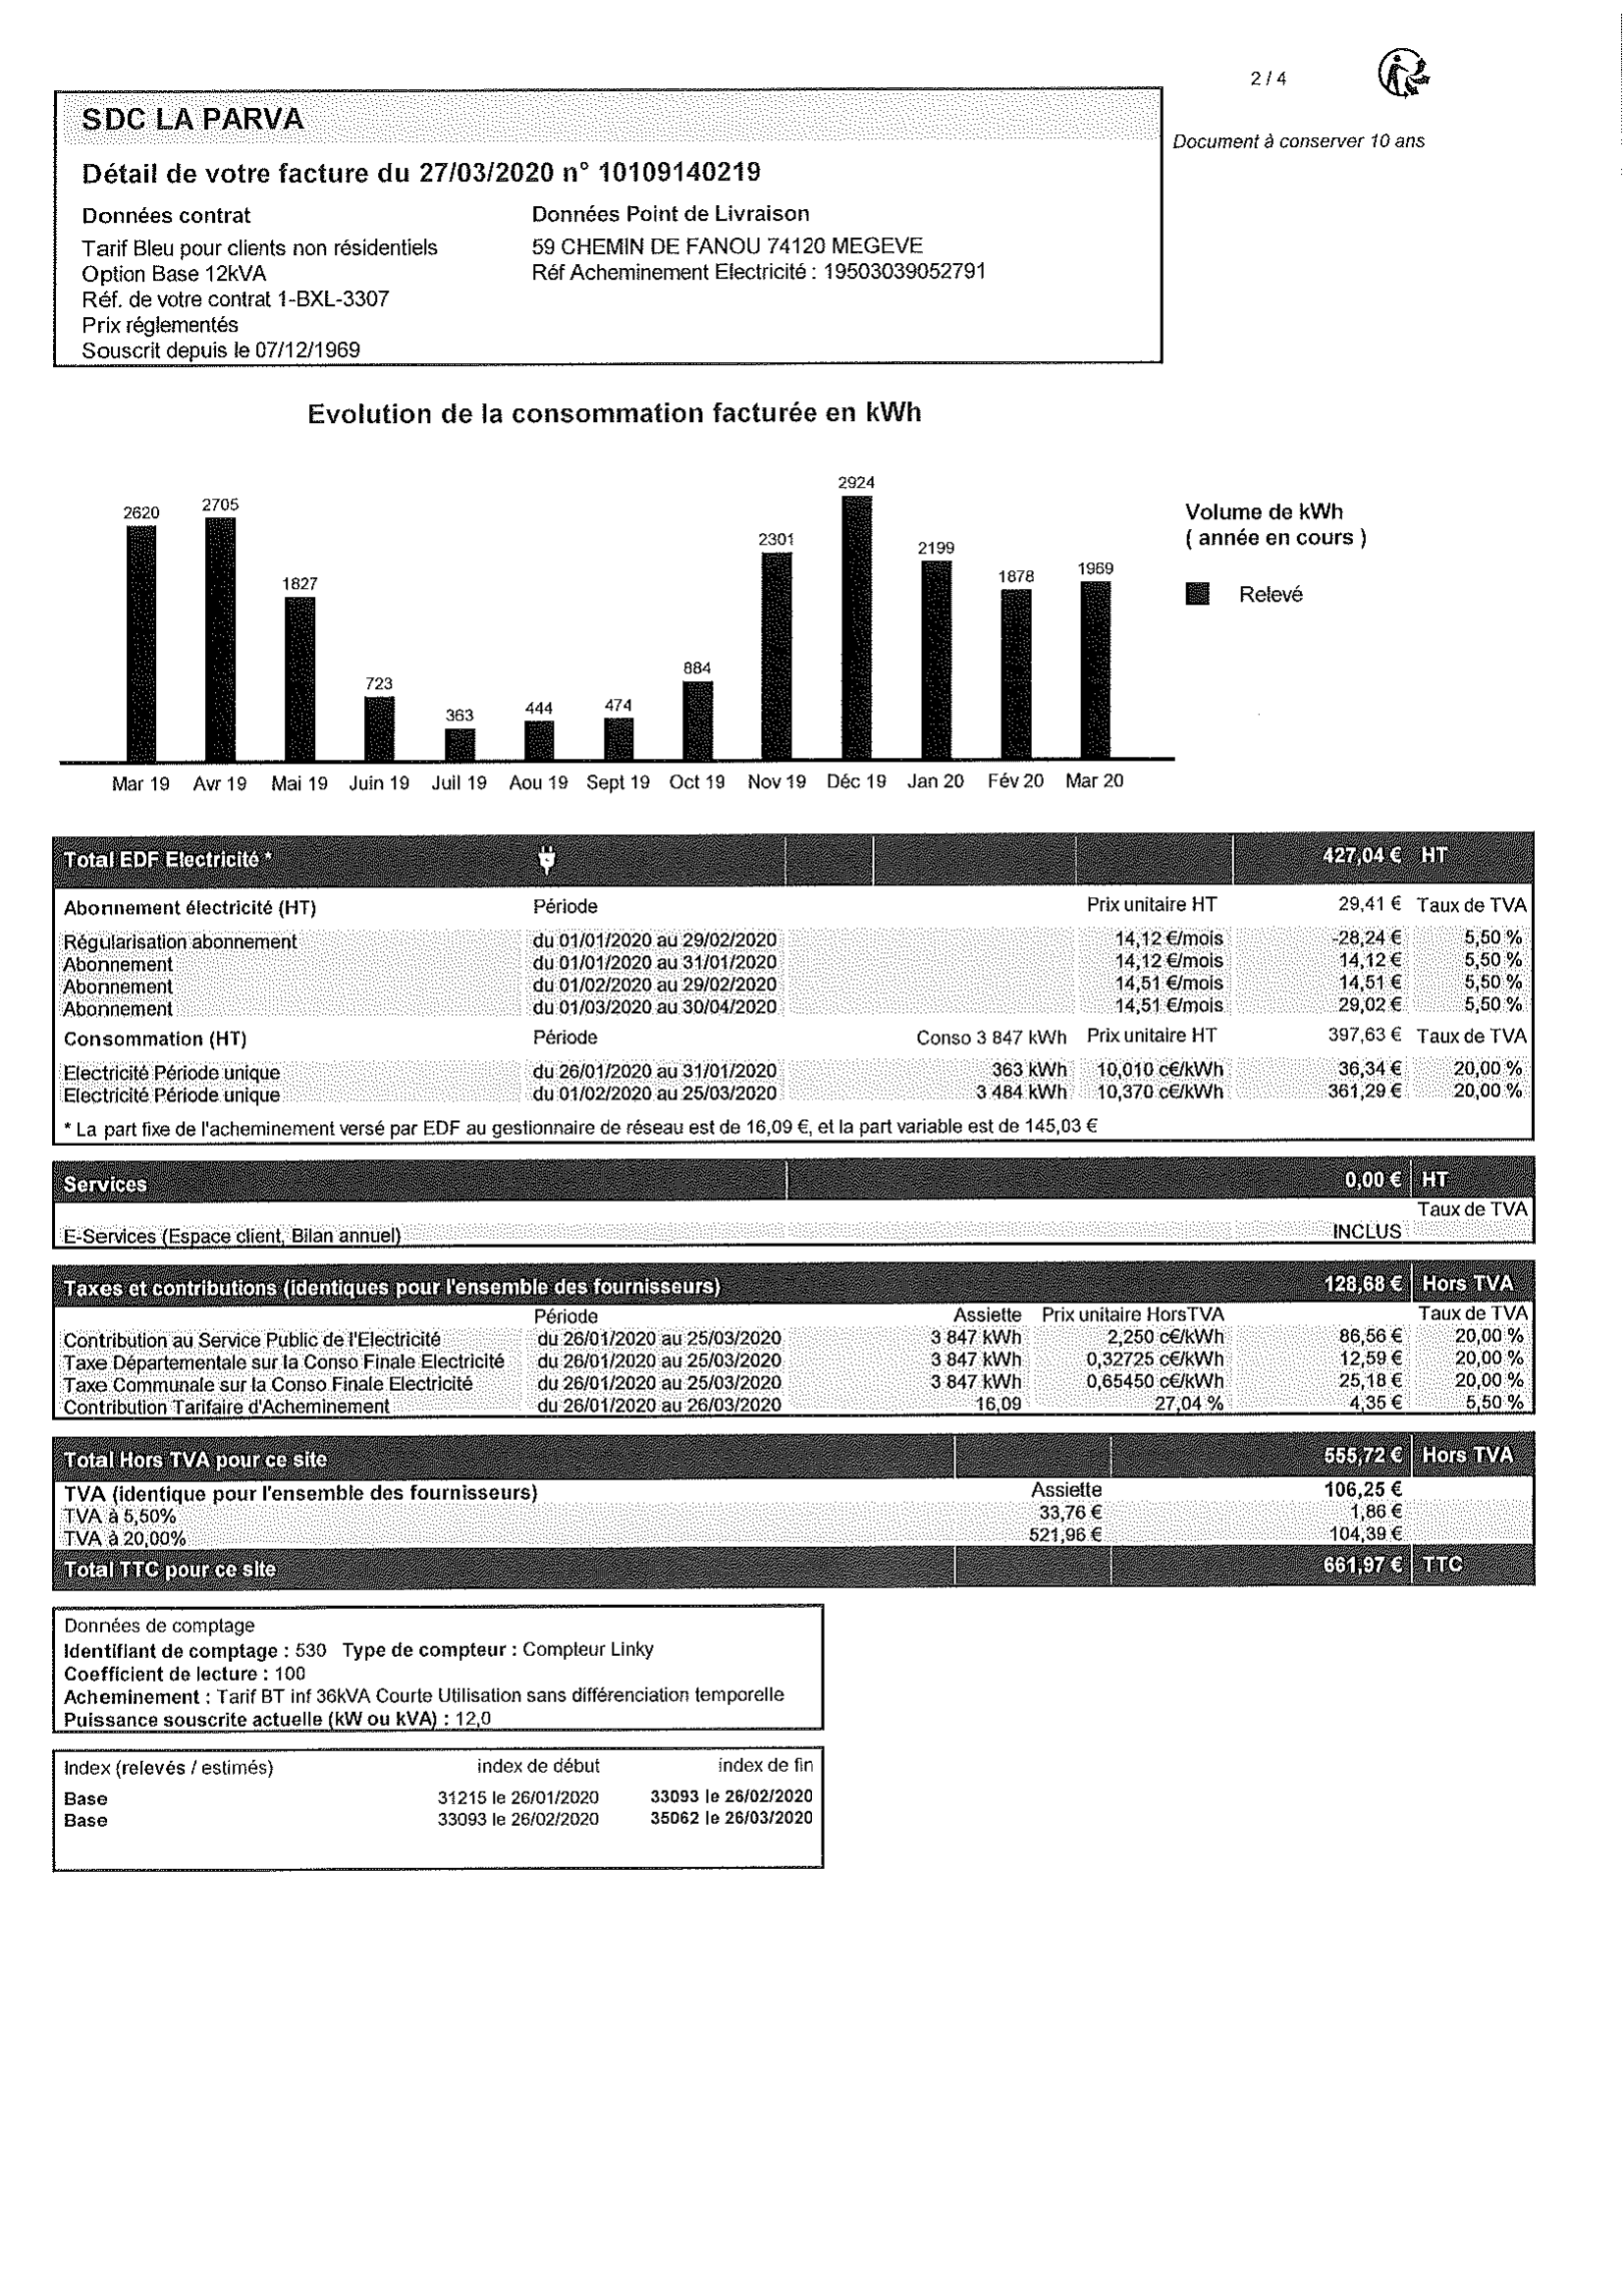 2 / 4
SDC LA PARVA
Document à conserver 10 ans
Détail de votre facture du 27/03/2020 n° 10109140219
Données contrat Données Point de Livraison
Tarif Bleu pour clients non résidentiels 59 CHEMIN DE FANOU 74120 MEGEVE
Option Base 12kVA Réf Acheminement Electricité : 19503039052791
Réf. de votre contrat 1-BXL-3307
Prix réglementés
Souscrit depuis le 07/12/1969
Evolution de la consommation facturée en kWh
2620 2705 1827 723 363 444 474 884 2301 2924 2199 1878 1969
Volume de kWh
( année en cours )
Relevé
Mar 19 Avr 19 Mai 19 Juin 19 Juil 19 Aou 19 Sept 19 Oct 19 Nov 19 Déc 19 Jan 20 Fév 20 Mar 20
Total EDF Electricité * 427,04 € HT
Abonnement électricité (HT) Période Prix unitaire HT 29,41 € Taux de TVA
Régularisation abonnement du 01/01/2020 au 29/02/2020 14,12 €/mois -28,24 € 5,50 %
Abonnement du 01/01/2020 au 31/01/2020 14,12 €/mois 14,12 € 5,50 %
Abonnement du 01/02/2020 au 29/02/2020 14,51 €/mois 14,51 € 5,50 %
Abonnement du 01/03/2020 au 30/04/2020 14,51 €/mois 29,02 € 5,50 %
Consommation (HT) Période Conso 3 847 kWh Prix unitaire HT 397,63 € Taux de TVA
Electricité Période unique du 26/01/2020 au 31/01/2020 363 kWh 10,010 c€/kWh 36,34 € 20,00 %
Electricité Période unique du 01/02/2020 au 25/03/2020 3 484 kWh 10,370 c€/kWh 361,29 € 20,00 %
* La part fixe de l'acheminement versé par EDF au gestionnaire de réseau est de 16,09 €, et la part variable est de 145,03 €
Services 0,00 € HT
Taux de TVA
E-Services (Espace client, Bilan annuel) INCLUS
Taxes et contributions (identiques pour l'ensemble des fournisseurs) 128,68 € Hors TVA
Période Assiette Prix unitaire HorsTVA Taux de TVA
Contribution au Service Public de l'Electricité du 26/01/2020 au 25/03/2020 3 847 kWh 2,250 c€/kWh 86,56 € 20,00 %
Taxe Départementale sur la Conso Finale Electricité du 26/01/2020 au 25/03/2020 3 847 kWh 0,32725 c€/kWh 12,59 € 20,00 %
Taxe Communale sur la Conso Finale Electricité du 26/01/2020 au 25/03/2020 3 847 kWh 0,65450 c€/kWh 25,18 € 20,00 %
Contribution Tarifaire d'Acheminement du 26/01/2020 au 26/03/2020 16,09 27,04 % 4,35 € 5,50 %
Total Hors TVA pour ce site 555,72 € Hors TVA
TVA (identique pour l'ensemble des fournisseurs) Assiette 106,25 €
TVA à 5,50% 33,76 € 1,86 €
TVA à 20,00% 521,96 € 104,39 €
Total TTC pour ce site 661,97 € TTC
Données de comptage
Identifiant de comptage : 530 Type de compteur : Compteur Linky
Coefficient de lecture : 100
Acheminement : Tarif BT inf 36kVA Courte Utilisation sans différenciation temporelle
Puissance souscrite actuelle (kW ou kVA) : 12,0
Index (relevés / estimés) index de début index de fin
Base 31215 le 26/01/2020 33093 le 26/02/2020
Base 33093 le 26/02/2020 35062 le 26/03/2020